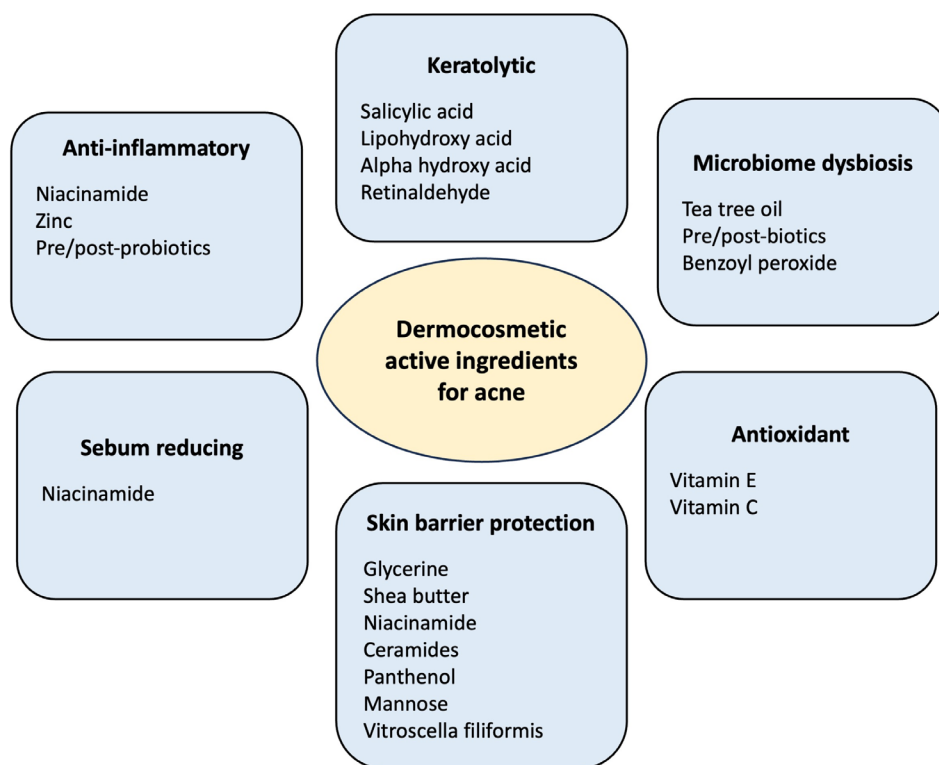 Keratolytic
Salicylic acid
Lipohydroxy acid
Alpha hydroxy acid
Retinaldehyde
Anti-inflammatory
Niacinamide
Zinc
Pre/post-probiotics
Microbiome dysbiosis
Tea tree oil
Pre/post-biotics
Benzoyl peroxide
Dermocosmetic
active ingredients
for acne
Sebum reducing
Niacinamide
Antioxidant
Vitamin E
Vitamin C
Skin barrier protection
Glycerine
Shea butter
Niacinamide
Ceramides
Panthenol
Mannose
Vitroscella filiformis